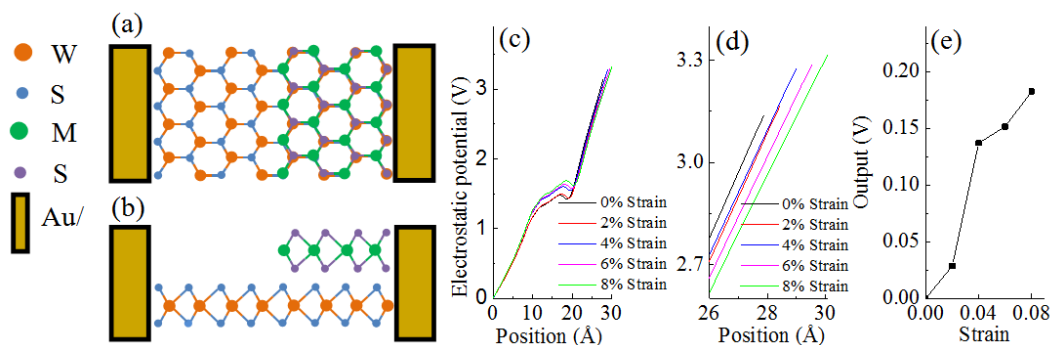 (a)
W
S
M
S
Au/
(b)
(c)
Electrostatic potential (V)
3
2
1
0
0% Strain
2% Strain
4% Strain
6% Strain
8% Strain
0 10 20 30
Position (Å)
(d)
3.3
3.0
2.7
0% Strain
2% Strain
4% Strain
6% Strain
8% Strain
26 27 28 29 30
Position (Å)
(e)
Output (V)
0.20
0.15
0.10
0.05
0.00
0.00 0.04 0.08
Strain